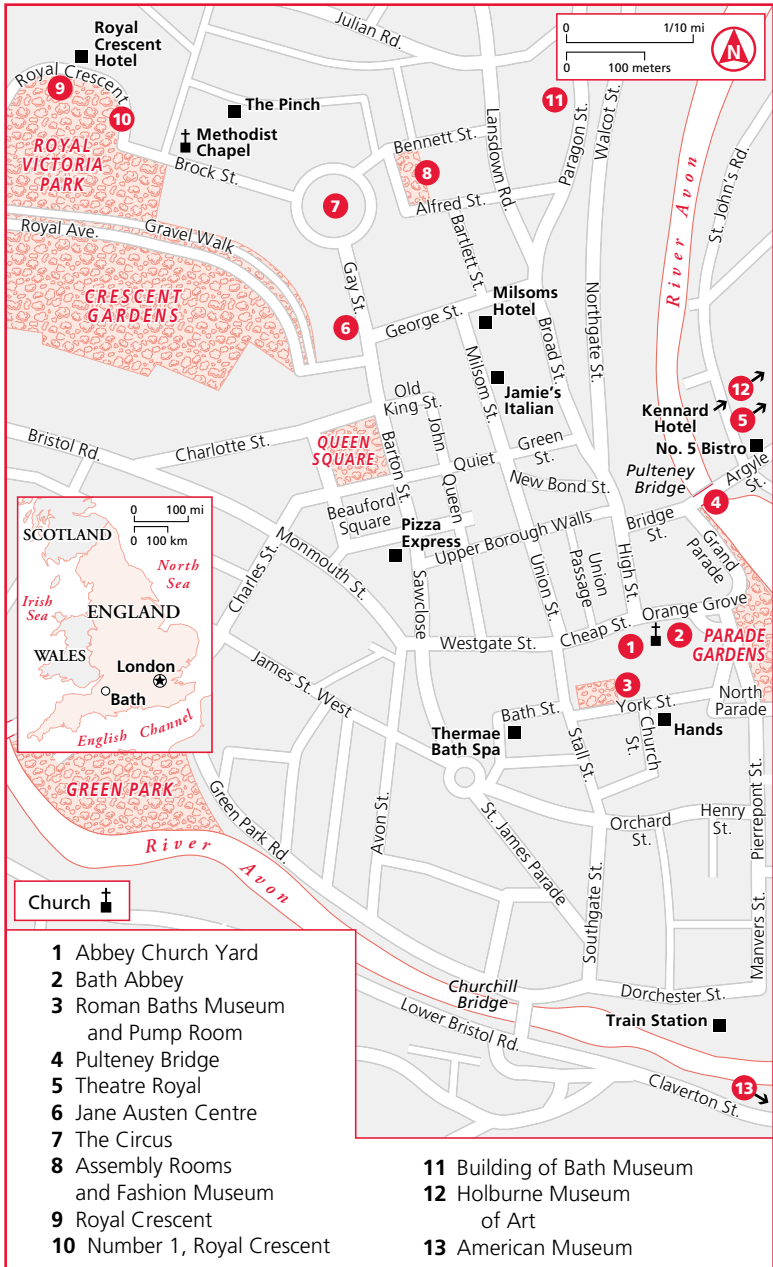 Royal
Crescent
Hotel
Julian Rd.
0 1/10 mi
0 100 meters
N
Royal Crescent
9
10
The Pinch
Methodist
Chapel
11
Lansdown Rd.
Paragon St.
Walcot St.
Bennett St.
8
ROYAL
VICTORIA
PARK
Brock St.
7
Alfred St.
St. John's Rd.
River Avon
Royal Ave.
Gravel Walk
Bartlett St.
Gay St.
CRESCENT
GARDENS
6
George St.
Milsoms
Hotel
Broad St.
Northgate St.
Milsom St.
Jamie's
Italian
12
Kennard
Hotel
5
No. 5 Bistro
Old
King St.
John
Bristol Rd.
Charlotte St.
QUEEN
SQUARE
Barton St.
Quiet
Green
St.
Pulteney
Bridge
Argyle
St.
New Bond St.
4
Queen
Beauford
Square
Bridge
St.
Grand
Parade
Pizza
Express
Upper Borough Walls
Monmouth St.
Charles St.
Sawclose
Union St.
Union
Passage
High St.
Orange Grove
Cheap St.
Westgate St.
1
2
PARADE
GARDENS
0 100 mi
0 100 km
SCOTLAND
North
Sea
Irish
Sea
ENGLAND
WALES
London
Bath
English Channel
James St. West
3
North
Parade
York St.
Bath St.
Thermae
Bath Spa
Church
St.
Hands
Stall St.
GREEN PARK
Green Park Rd.
Avon St.
St. James Parade
Orchard
St.
Henry
St.
Pierrepont St.
River Avon
Southgate St.
Manvers St.
Church
Churchill
Bridge
Dorchester St.
Train Station
Lower Bristol Rd.
13
Claverton St.
1 Abbey Church Yard
2 Bath Abbey
3 Roman Baths Museum
and Pump Room
4 Pulteney Bridge
5 Theatre Royal
6 Jane Austen Centre
7 The Circus
8 Assembly Rooms
and Fashion Museum
9 Royal Crescent
10 Number 1, Royal Crescent
11 Building of Bath Museum
12 Holburne Museum
of Art
13 American Museum